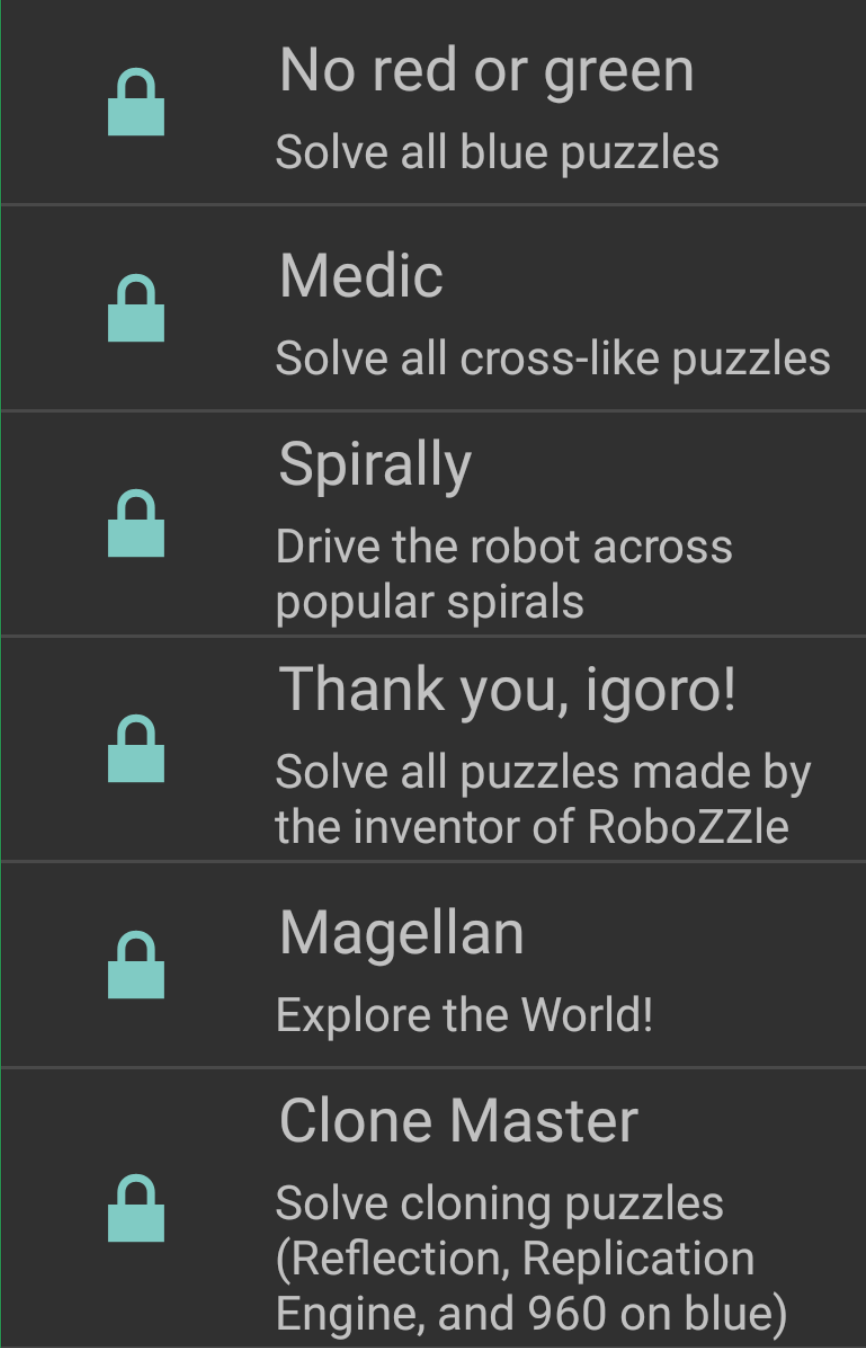 No red or green
Solve all blue puzzles
Medic
Solve all cross-like puzzles
Spirally
Drive the robot across
popular spirals
Thank you, igoro!
Solve all puzzles made by
the inventor of RoboZZle
Magellan
Explore the World!
Clone Master
Solve cloning puzzles
(Reflection, Replication
Engine, and 960 on blue)